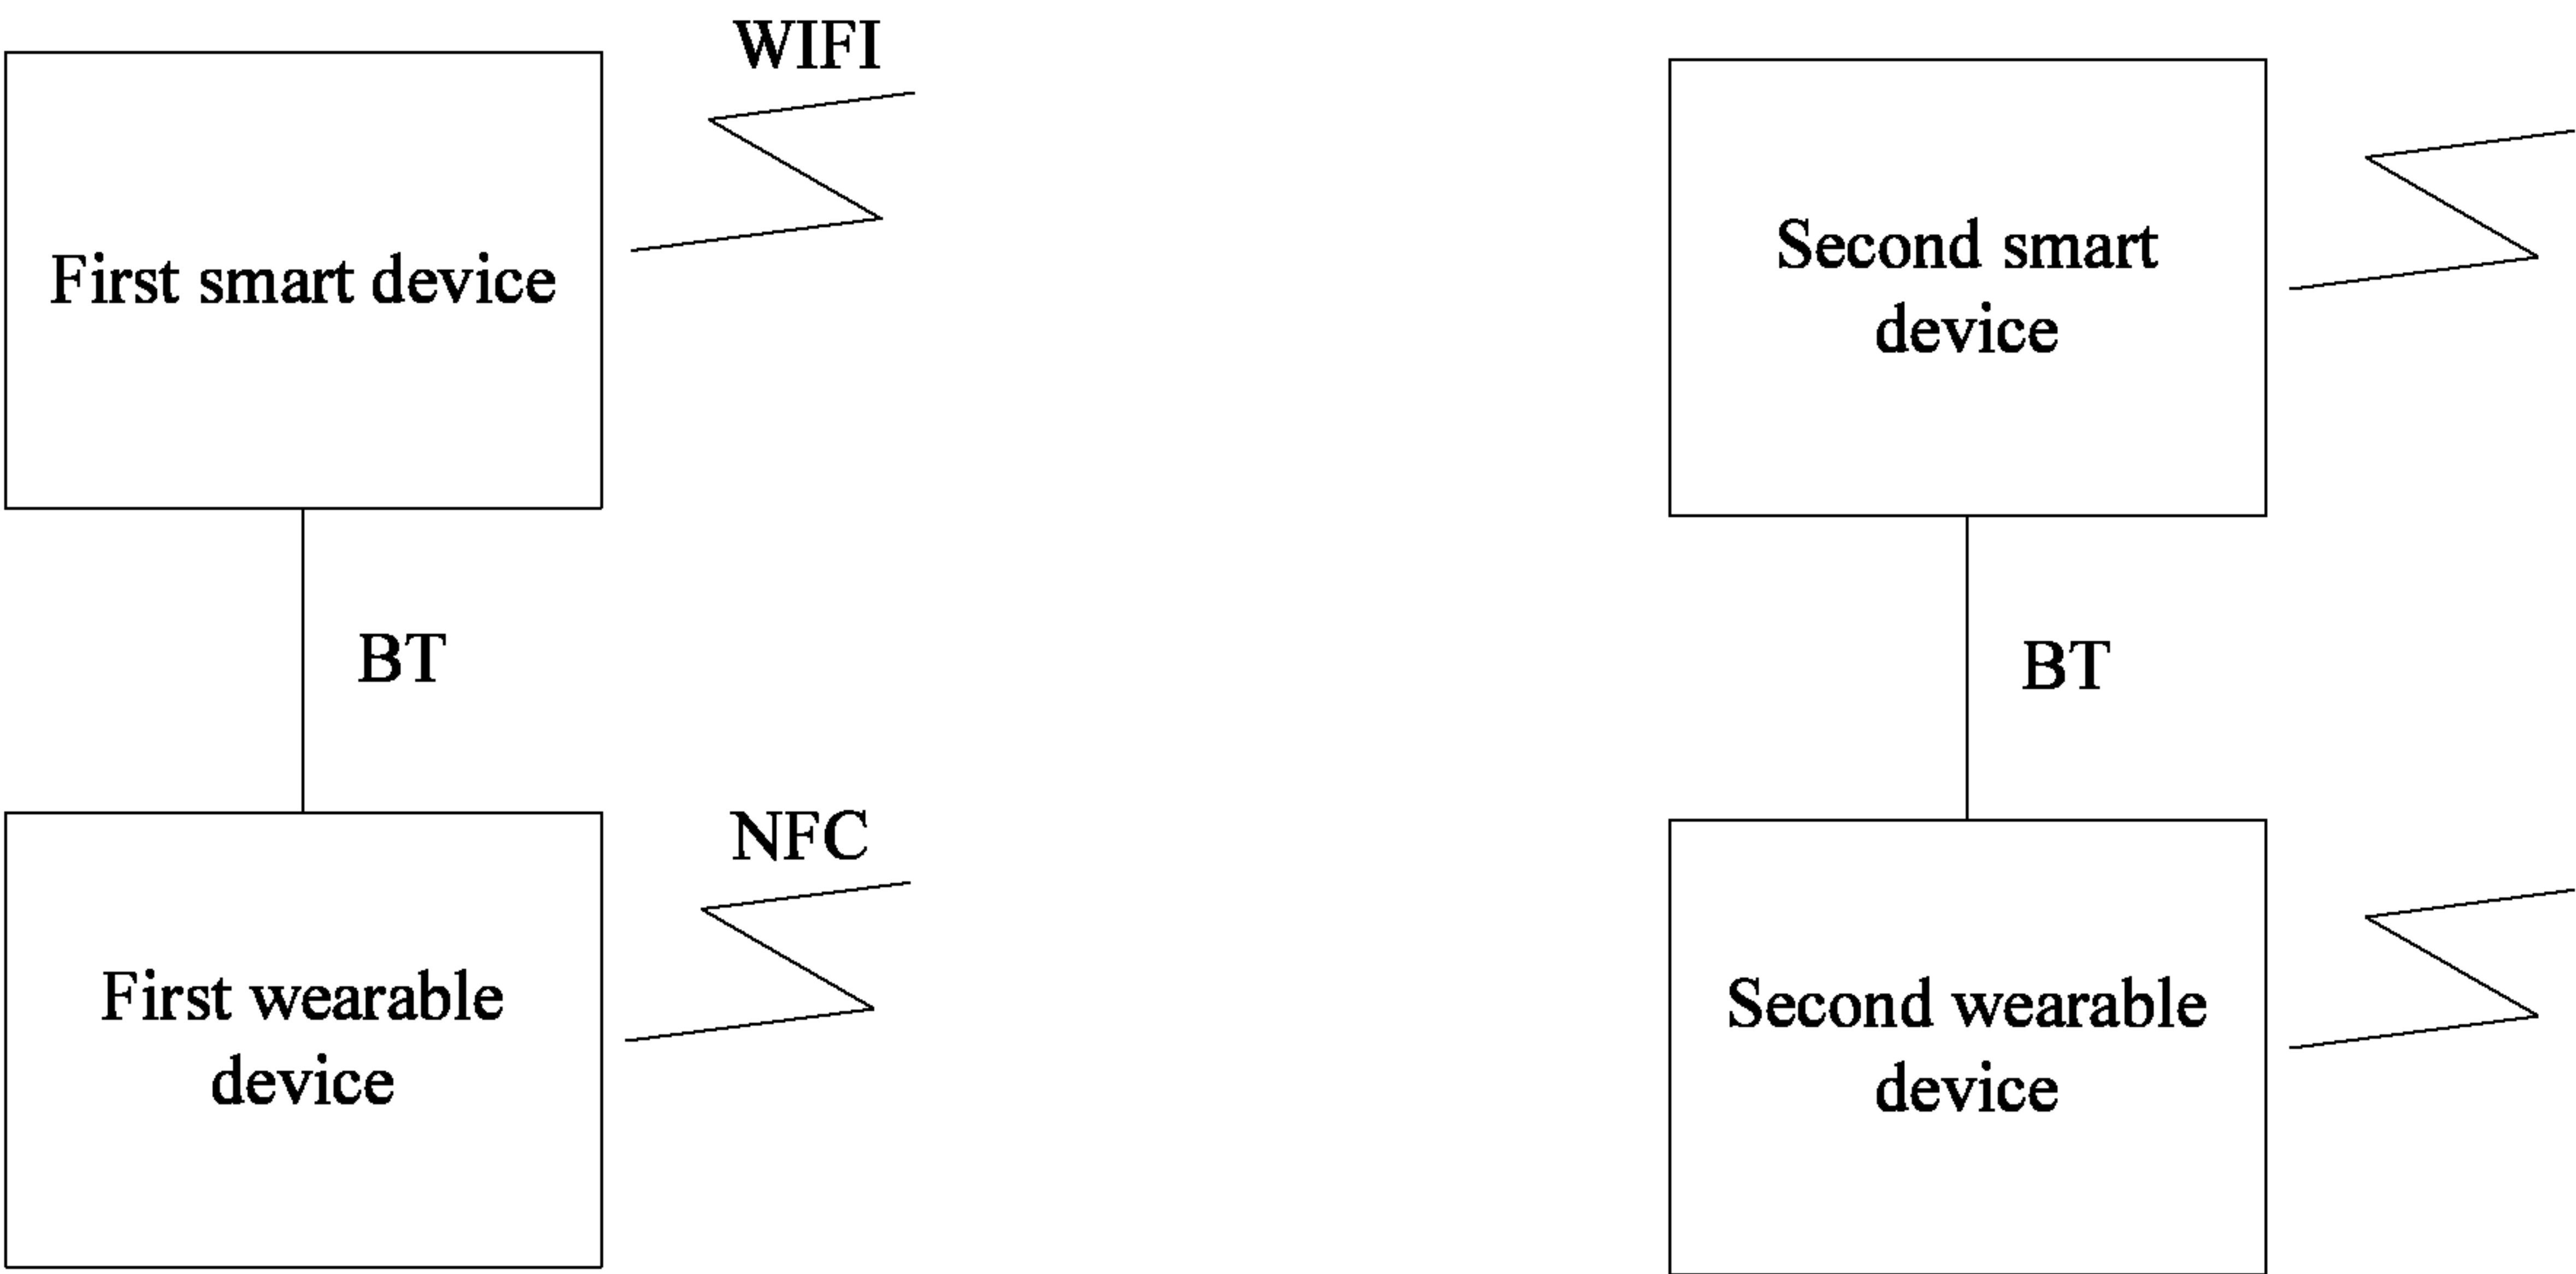 WIFI
First smart device
Second smart
device
BT
BT
NFC
First wearable
device
Second wearable
device